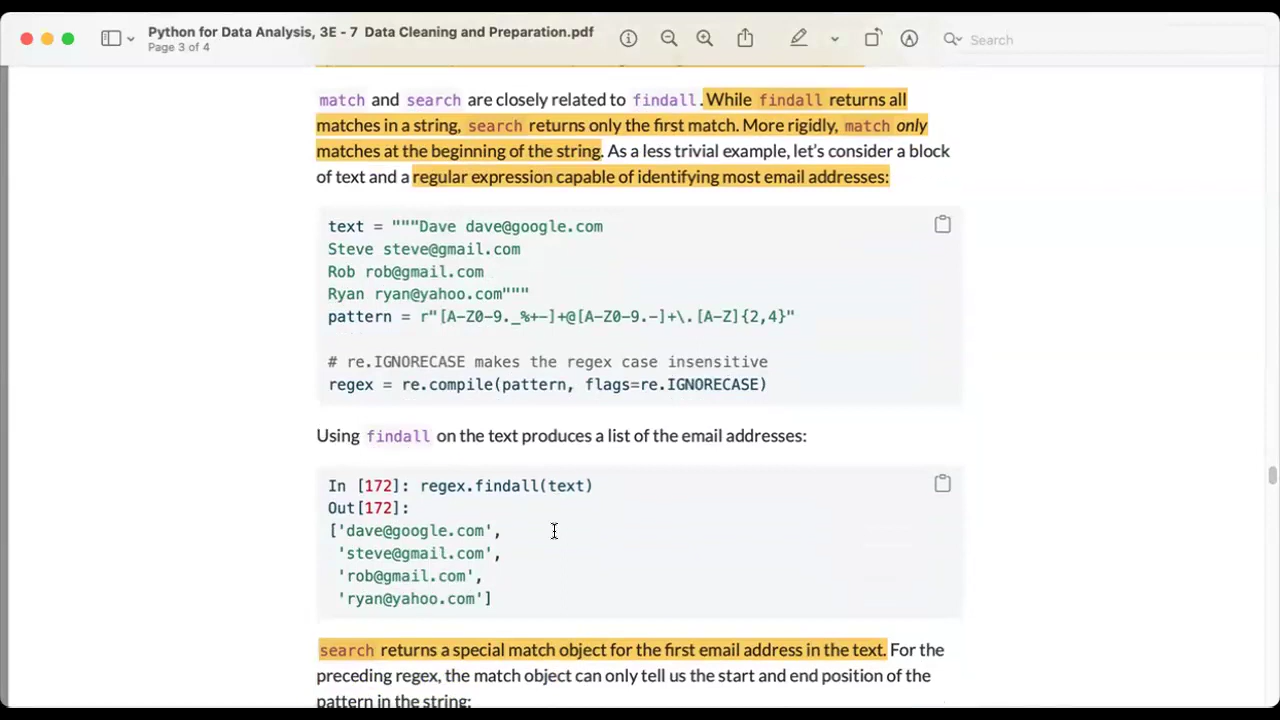 Python for Data Analysis, 3E - 7 Data Cleaning and Preparation.pdf
Page 3 of 4
Search
match and search are closely related to findall. While findall returns all
matches in a string, search returns only the first match. More rigidly, match only
matches at the beginning of the string. As a less trivial example, let's consider a block
of text and a regular expression capable of identifying most email addresses:
text = """Dave dave@google.com
Steve steve@gmail.com
Rob rob@gmail.com
Ryan ryan@yahoo.com"""
pattern = r"[A-Z0-9._%+-]+@[A-Z0-9.-]+\.[A-Z]{2,4}"
# re.IGNORECASE makes the regex case insensitive
regex = re.compile(pattern, flags=re.IGNORECASE)
Using findall on the text produces a list of the email addresses:
In [172]: regex.findall(text)
Out[172]:
['dave@google.com',
'steve@gmail.com',
'rob@gmail.com',
'ryan@yahoo.com']
search returns a special match object for the first email address in the text. For the
preceding regex, the match object can only tell us the start and end position of the
pattern in the string: